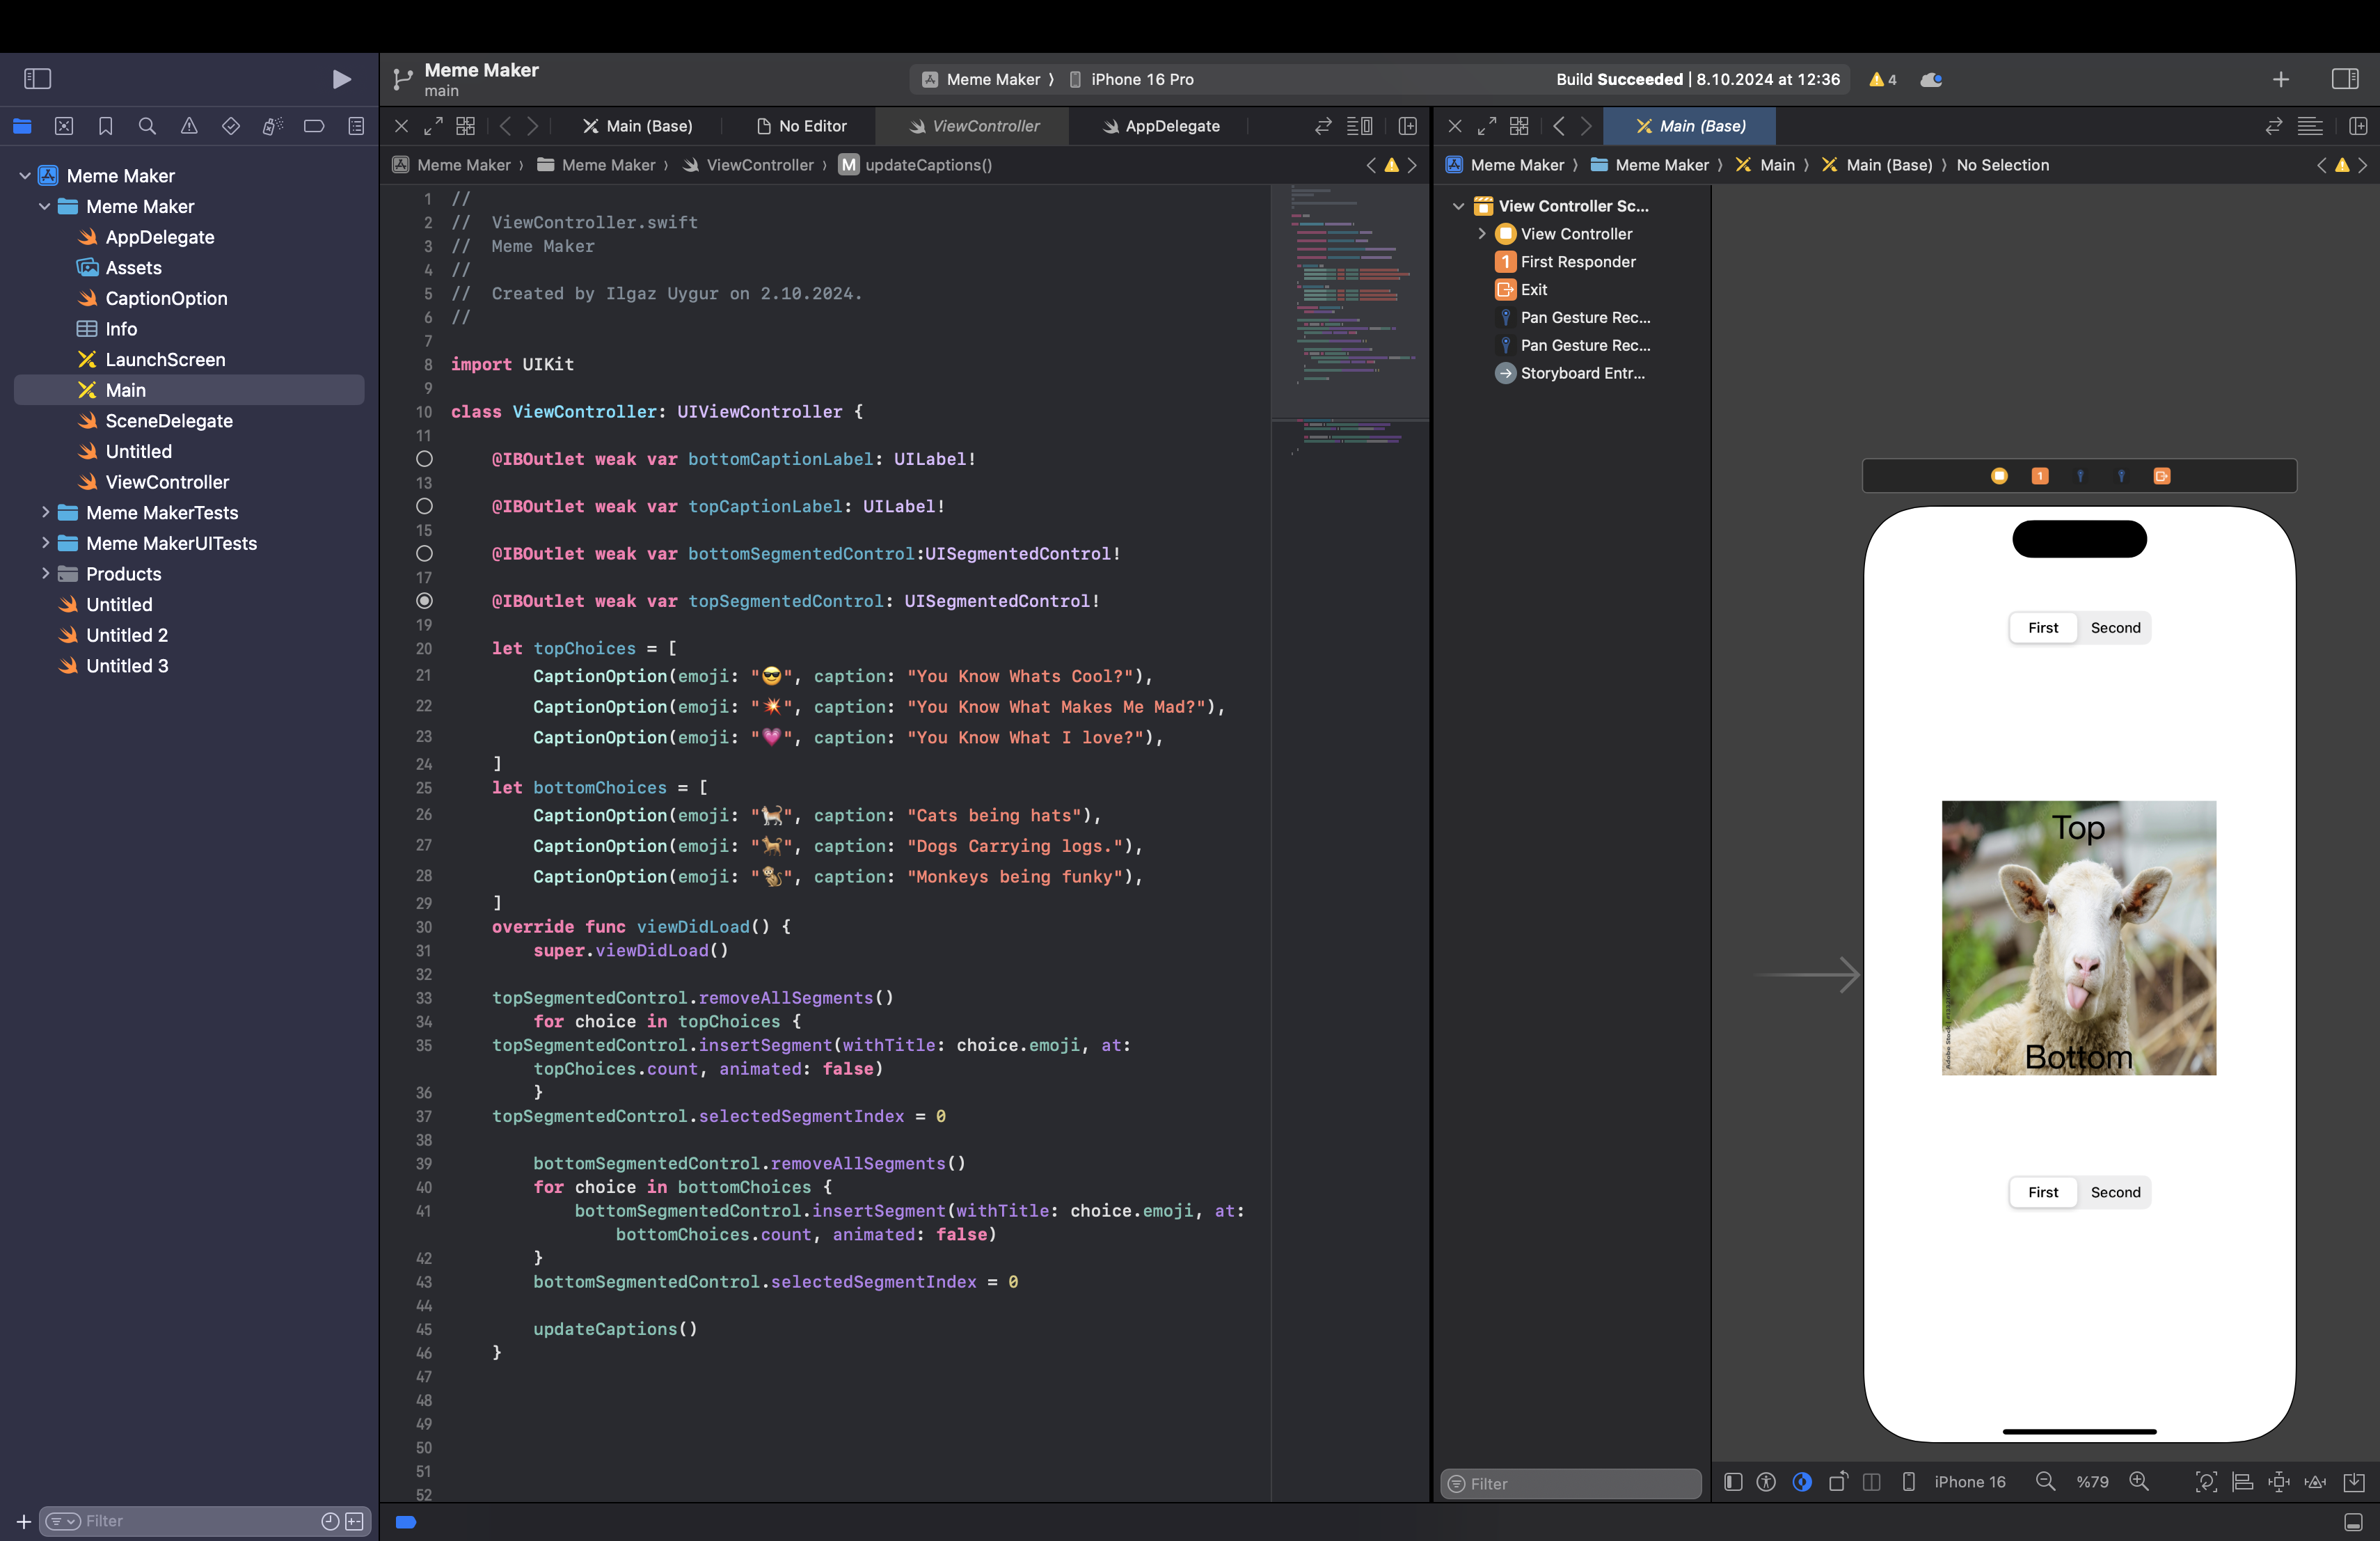 Meme Maker
main
Meme Maker
iPhone 16 Pro
Build Succeeded | 8.10.2024 at 12:36
4
Main (Base)
No Editor
ViewController
AppDelegate
Main (Base)
Meme Maker
Meme Maker
ViewController
M
updateCaptions()
Meme Maker
Meme Maker
Main
Main (Base)
No Selection
Meme Maker
Meme Maker
AppDelegate
Assets
CaptionOption
Info
LaunchScreen
Main
SceneDelegate
Untitled
ViewController
Meme MakerTests
Meme MakerUITests
Products
Untitled
Untitled 2
Untitled 3
Filter
1 //
2 //  ViewController.swift
3 //  Meme Maker
4 //
5 //  Created by Ilgaz Uygur on 2.10.2024.
6 //
7
8 import UIKit
9
10 class ViewController: UIViewController {
11
@IBOutlet weak var bottomCaptionLabel: UILabel!
13
@IBOutlet weak var topCaptionLabel: UILabel!
15
@IBOutlet weak var bottomSegmentedControl:UISegmentedControl!
17
@IBOutlet weak var topSegmentedControl: UISegmentedControl!
19
20 let topChoices = [
21 CaptionOption(emoji: "😎", caption: "You Know Whats Cool?"),
22 CaptionOption(emoji: "💥", caption: "You Know What Makes Me Mad?"),
23 CaptionOption(emoji: "💗", caption: "You Know What I love?"),
24 ]
25 let bottomChoices = [
26 CaptionOption(emoji: "🐈", caption: "Cats being hats"),
27 CaptionOption(emoji: "🐕", caption: "Dogs Carrying logs."),
28 CaptionOption(emoji: "🐒", caption: "Monkeys being funky"),
29 ]
30 override func viewDidLoad() {
31 super.viewDidLoad()
32
33 topSegmentedControl.removeAllSegments()
34 for choice in topChoices {
35 topSegmentedControl.insertSegment(withTitle: choice.emoji, at:
topChoices.count, animated: false)
36 }
37 topSegmentedControl.selectedSegmentIndex = 0
38
39 bottomSegmentedControl.removeAllSegments()
40 for choice in bottomChoices {
41 bottomSegmentedControl.insertSegment(withTitle: choice.emoji, at:
bottomChoices.count, animated: false)
42 }
43 bottomSegmentedControl.selectedSegmentIndex = 0
44
45 updateCaptions()
46 }
47
48
49
50
51
52
View Controller Sc...
View Controller
1 First Responder
Exit
Pan Gesture Rec...
Pan Gesture Rec...
Storyboard Entr...
Filter
1
First Second
Top
Bottom
First Second
iPhone 16
%79